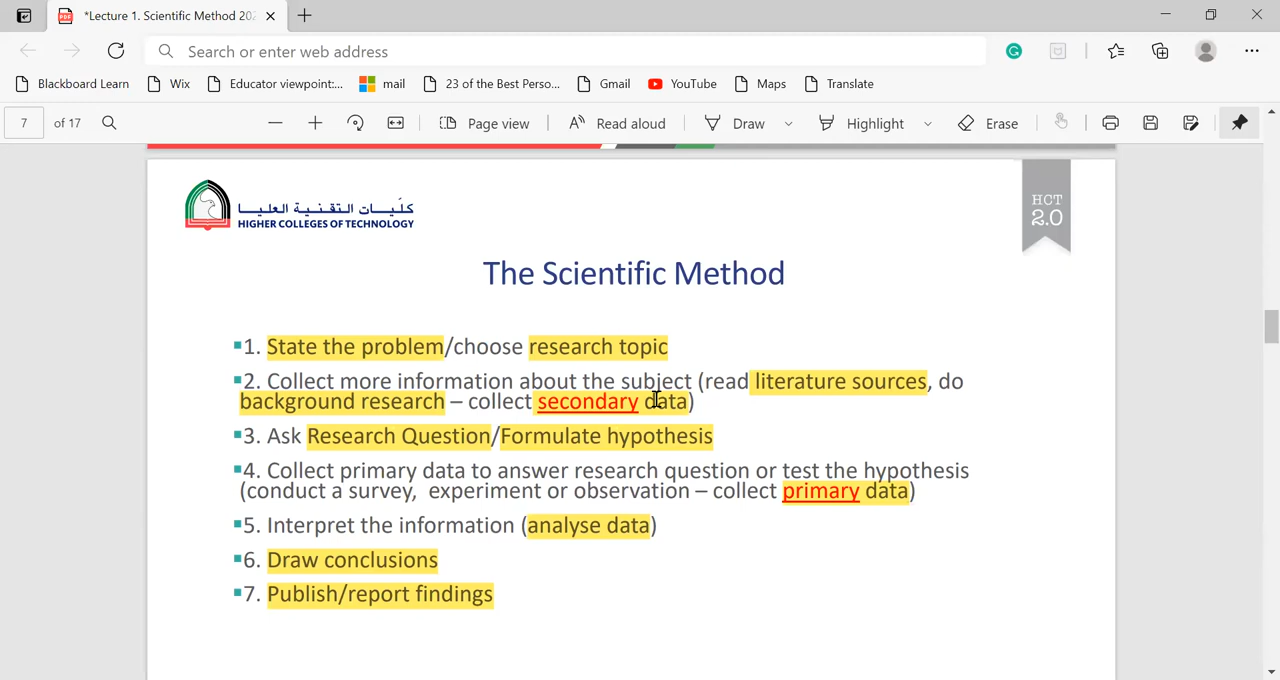 *Lecture 1. Scientific Method 202
Search or enter web address
Blackboard Learn Wix Educator viewpoint:... mail 23 of the Best Perso... Gmail YouTube Maps Translate
7 of 17 Page view Read aloud Draw Highlight Erase
كلّيات التقنية العليا
HIGHER COLLEGES OF TECHNOLOGY
HCT
2.0
The Scientific Method
1. State the problem/choose research topic
2. Collect more information about the subject (read literature sources, do
background research – collect secondary data)
3. Ask Research Question/Formulate hypothesis
4. Collect primary data to answer research question or test the hypothesis
(conduct a survey, experiment or observation – collect primary data)
5. Interpret the information (analyse data)
6. Draw conclusions
7. Publish/report findings